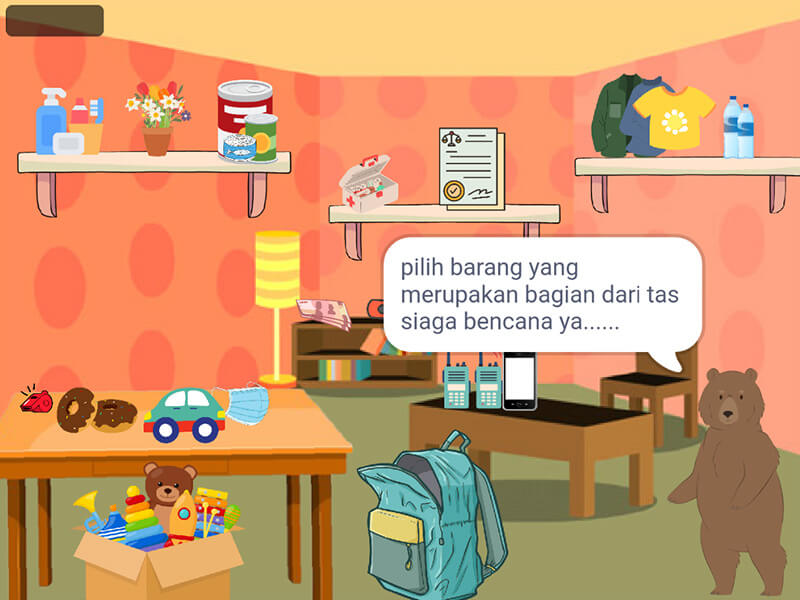 pilih barang yang
merupakan bagian dari tas
siaga bencana ya......